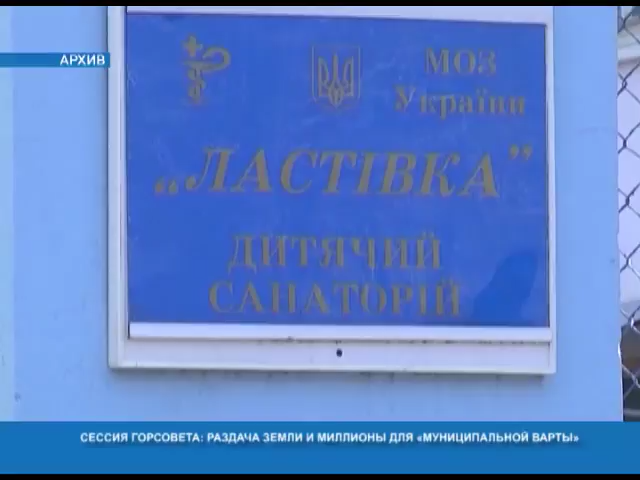 АРХИВ
МОЗ
України
„ЛАСТІВКА”
ДИТЯЧИЙ
САНАТОРІЙ
СЕССИЯ ГОРСОВЕТА: РАЗДАЧА ЗЕМЛИ И МИЛЛИОНЫ ДЛЯ «МУНИЦИПАЛЬНОЙ ВАРТЫ»